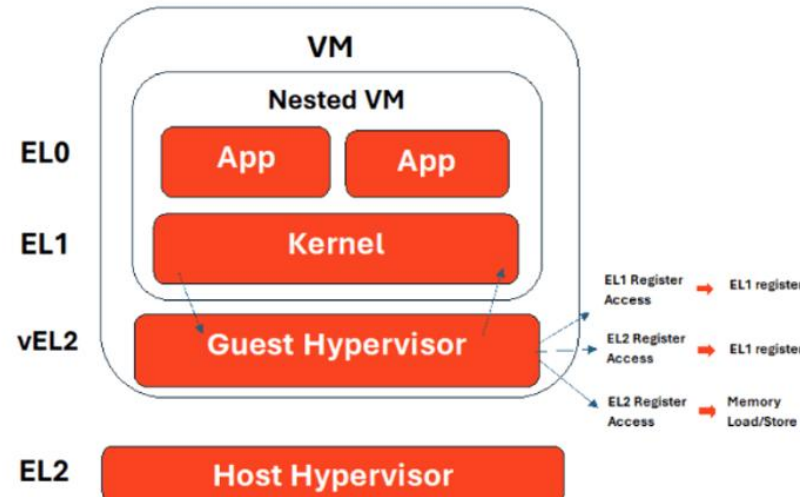 VM
Nested VM
EL0
App
App
EL1
Kernel
EL1 Register
Access
EL1 register
vEL2
Guest Hypervisor
EL2 Register
Access
EL1 register
EL2 Register
Access
Memory
Load/Store
EL2
Host Hypervisor